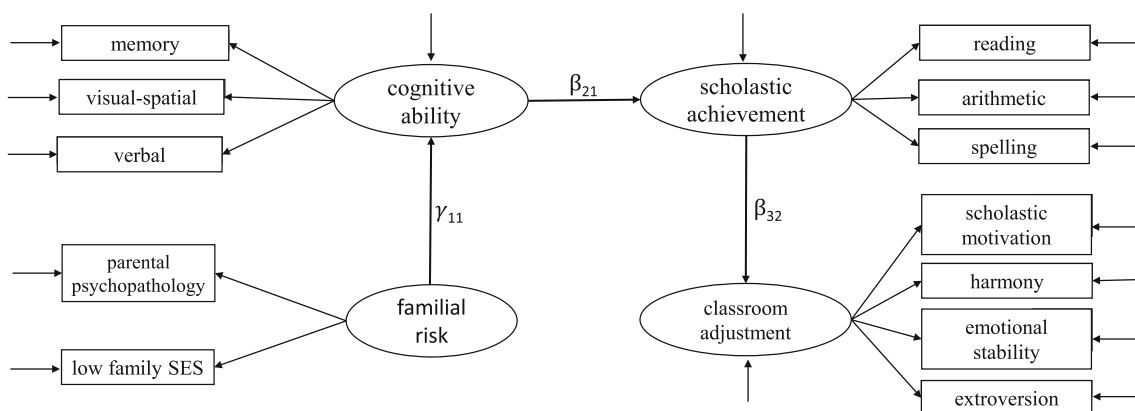 memory
visual-spatial
verbal
cognitive
ability
β21
scholastic
achievement
reading
arithmetic
spelling
γ11
β32
parental
psychopathology
low family SES
familial
risk
classroom
adjustment
scholastic
motivation
harmony
emotional
stability
extroversion